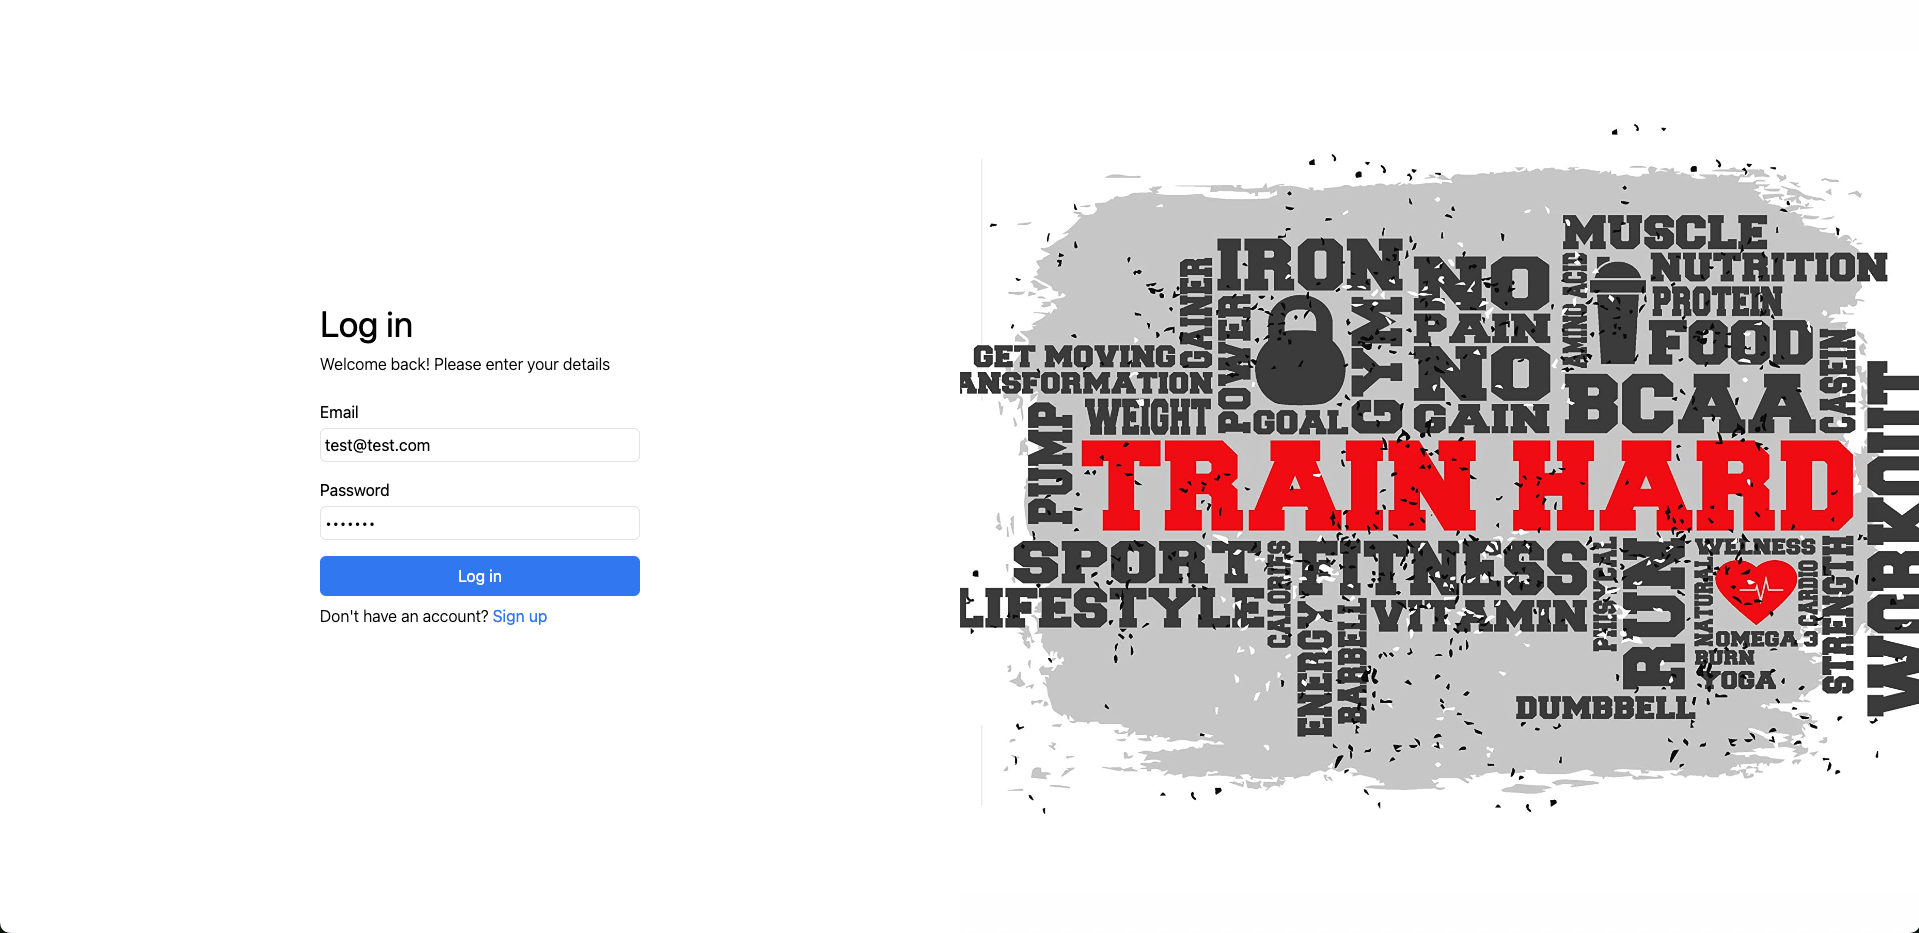 Log in
Welcome back! Please enter your details
Email
test@test.com
Password
•••••••
Log in
Don't have an account? Sign up
MUSCLE
IRON
NO
NUTRITION
GAINER
AMINO ACID
PROTEIN
POWER
GYM
PAIN
FOOD
GET MOVING
NO
CASEIN
ANSFORMATION
BCAA
WEIGHT
GOAL
GAIN
PUMP
TRAIN HARD
WORKOUT
SPORT
CALORIES
FITNESS
PHISYCAL
RUN
WELNESS
STRENGTH
LIFESTYLE
ENERGY
BARBELL
VITAMIN
NATURAL
CARDIO
OMEGA 3
BURN
YOGA
DUMBBELL